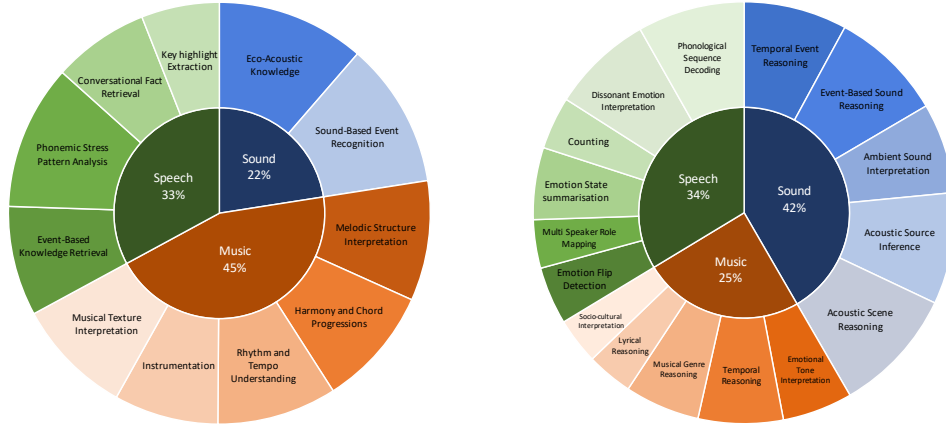 Key highlight
Extraction
Eco-Acoustic
Knowledge
Conversational Fact
Retrieval
Sound-Based Event
Recognition
Phonemic Stress
Pattern Analysis
Speech
33%
Sound
22%
Event-Based
Knowledge Retrieval
Music
45%
Melodic Structure
Interpretation
Musical Texture
Interpretation
Harmony and Chord
Progressions
Instrumentation
Rhythm and
Tempo
Understanding
Phonological
Sequence
Decoding
Temporal Event
Reasoning
Dissonant Emotion
Interpretation
Event-Based Sound
Reasoning
Counting
Ambient Sound
Interpretation
Emotion State
summarisation
Speech
34%
Sound
42%
Multi Speaker Role
Mapping
Acoustic Source
Inference
Emotion Flip
Detection
Music
25%
Socio-cultural
Interpretation
Acoustic Scene
Reasoning
Lyrical
Reasoning
Musical Genre
Reasoning
Temporal
Reasoning
Emotional
Tone
Interpretation